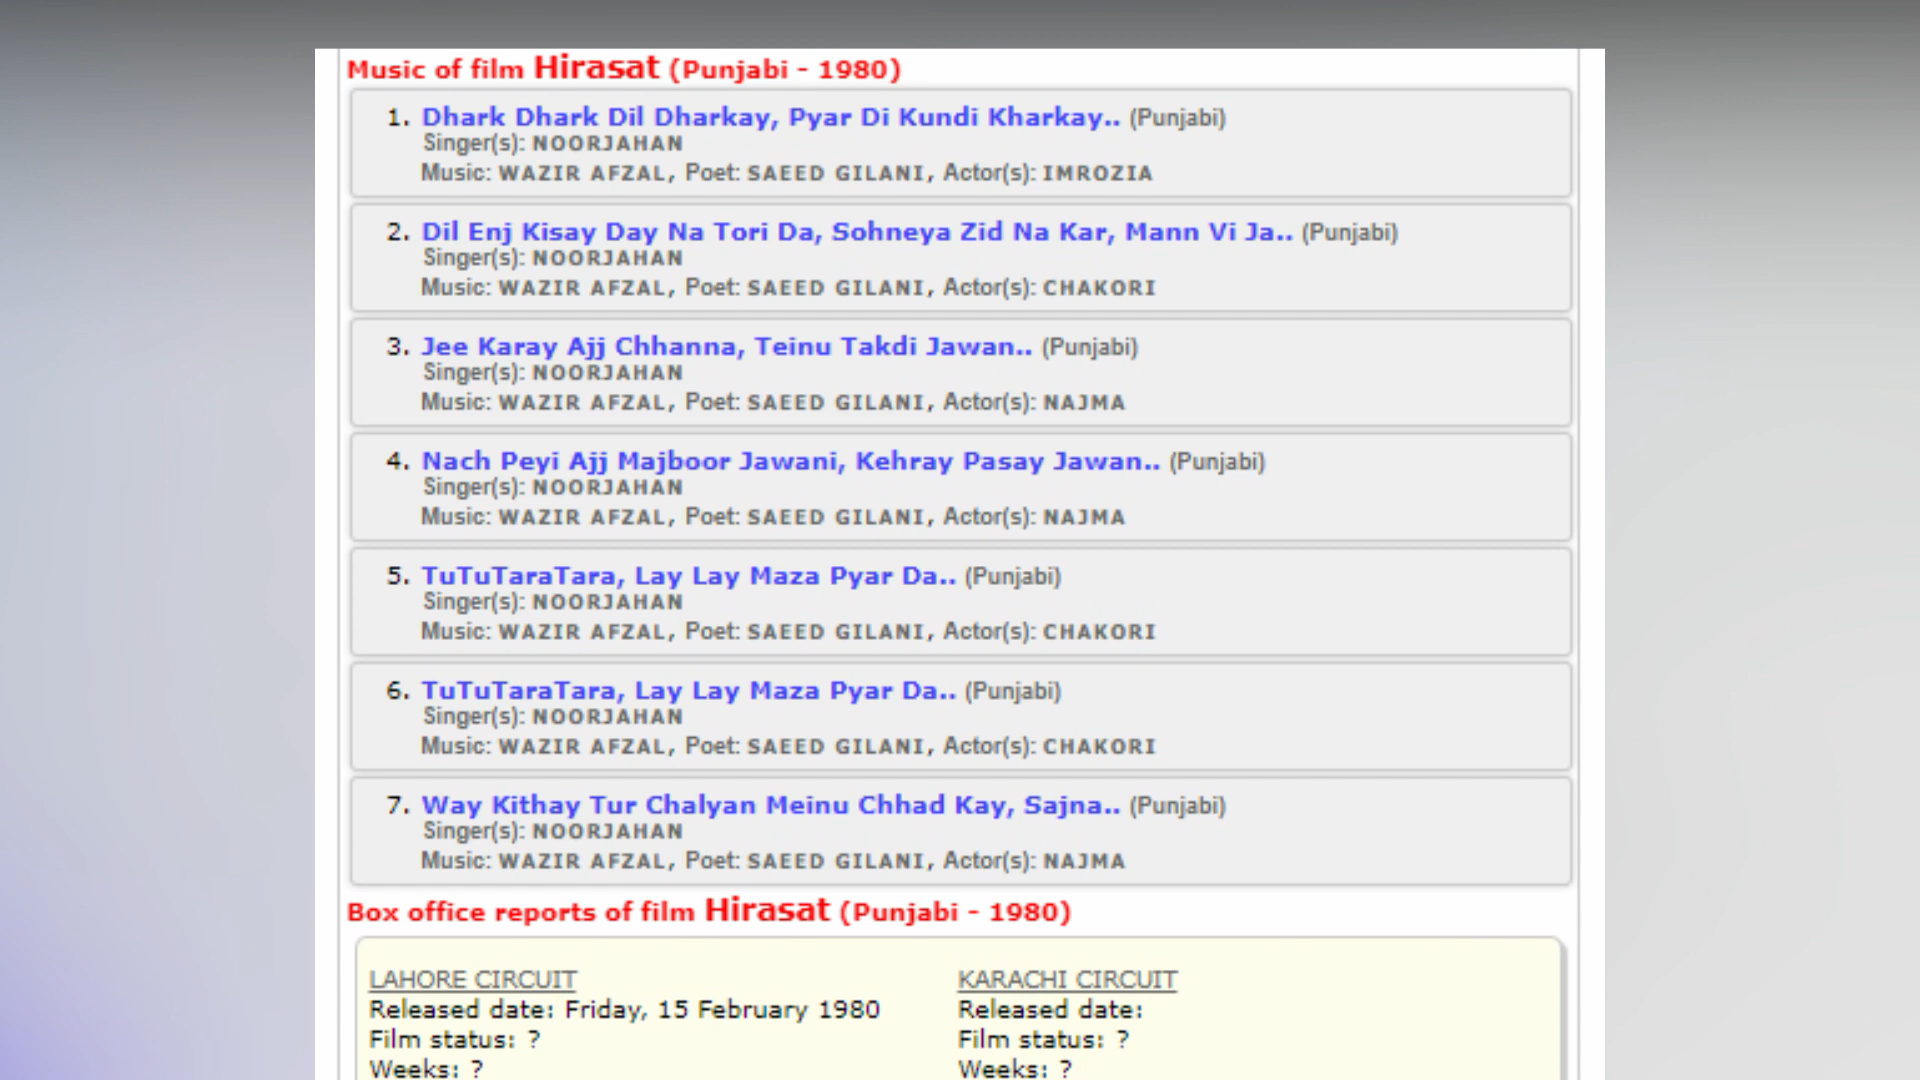 Music of film Hirasat (Punjabi - 1980)
1. Dhark Dhark Dil Dharkay, Pyar Di Kundi Kharkay.. (Punjabi)
Singer(s): NOORJAHAN
Music: WAZIR AFZAL, Poet: SAEED GILANI, Actor(s): IMROZIA
2. Dil Enj Kisay Day Na Tori Da, Sohneya Zid Na Kar, Mann Vi Ja.. (Punjabi)
Singer(s): NOORJAHAN
Music: WAZIR AFZAL, Poet: SAEED GILANI, Actor(s): CHAKORI
3. Jee Karay Ajj Chhanna, Teinu Takdi Jawan.. (Punjabi)
Singer(s): NOORJAHAN
Music: WAZIR AFZAL, Poet: SAEED GILANI, Actor(s): NAJMA
4. Nach Peyi Ajj Majboor Jawani, Kehray Pasay Jawan.. (Punjabi)
Singer(s): NOORJAHAN
Music: WAZIR AFZAL, Poet: SAEED GILANI, Actor(s): NAJMA
5. TuTuTaraTara, Lay Lay Maza Pyar Da.. (Punjabi)
Singer(s): NOORJAHAN
Music: WAZIR AFZAL, Poet: SAEED GILANI, Actor(s): CHAKORI
6. TuTuTaraTara, Lay Lay Maza Pyar Da.. (Punjabi)
Singer(s): NOORJAHAN
Music: WAZIR AFZAL, Poet: SAEED GILANI, Actor(s): CHAKORI
7. Way Kithay Tur Chalyan Meinu Chhad Kay, Sajna.. (Punjabi)
Singer(s): NOORJAHAN
Music: WAZIR AFZAL, Poet: SAEED GILANI, Actor(s): NAJMA
Box office reports of film Hirasat (Punjabi - 1980)
LAHORE CIRCUIT
Released date: Friday, 15 February 1980
Film status: ?
Weeks: ?
KARACHI CIRCUIT
Released date:
Film status: ?
Weeks: ?